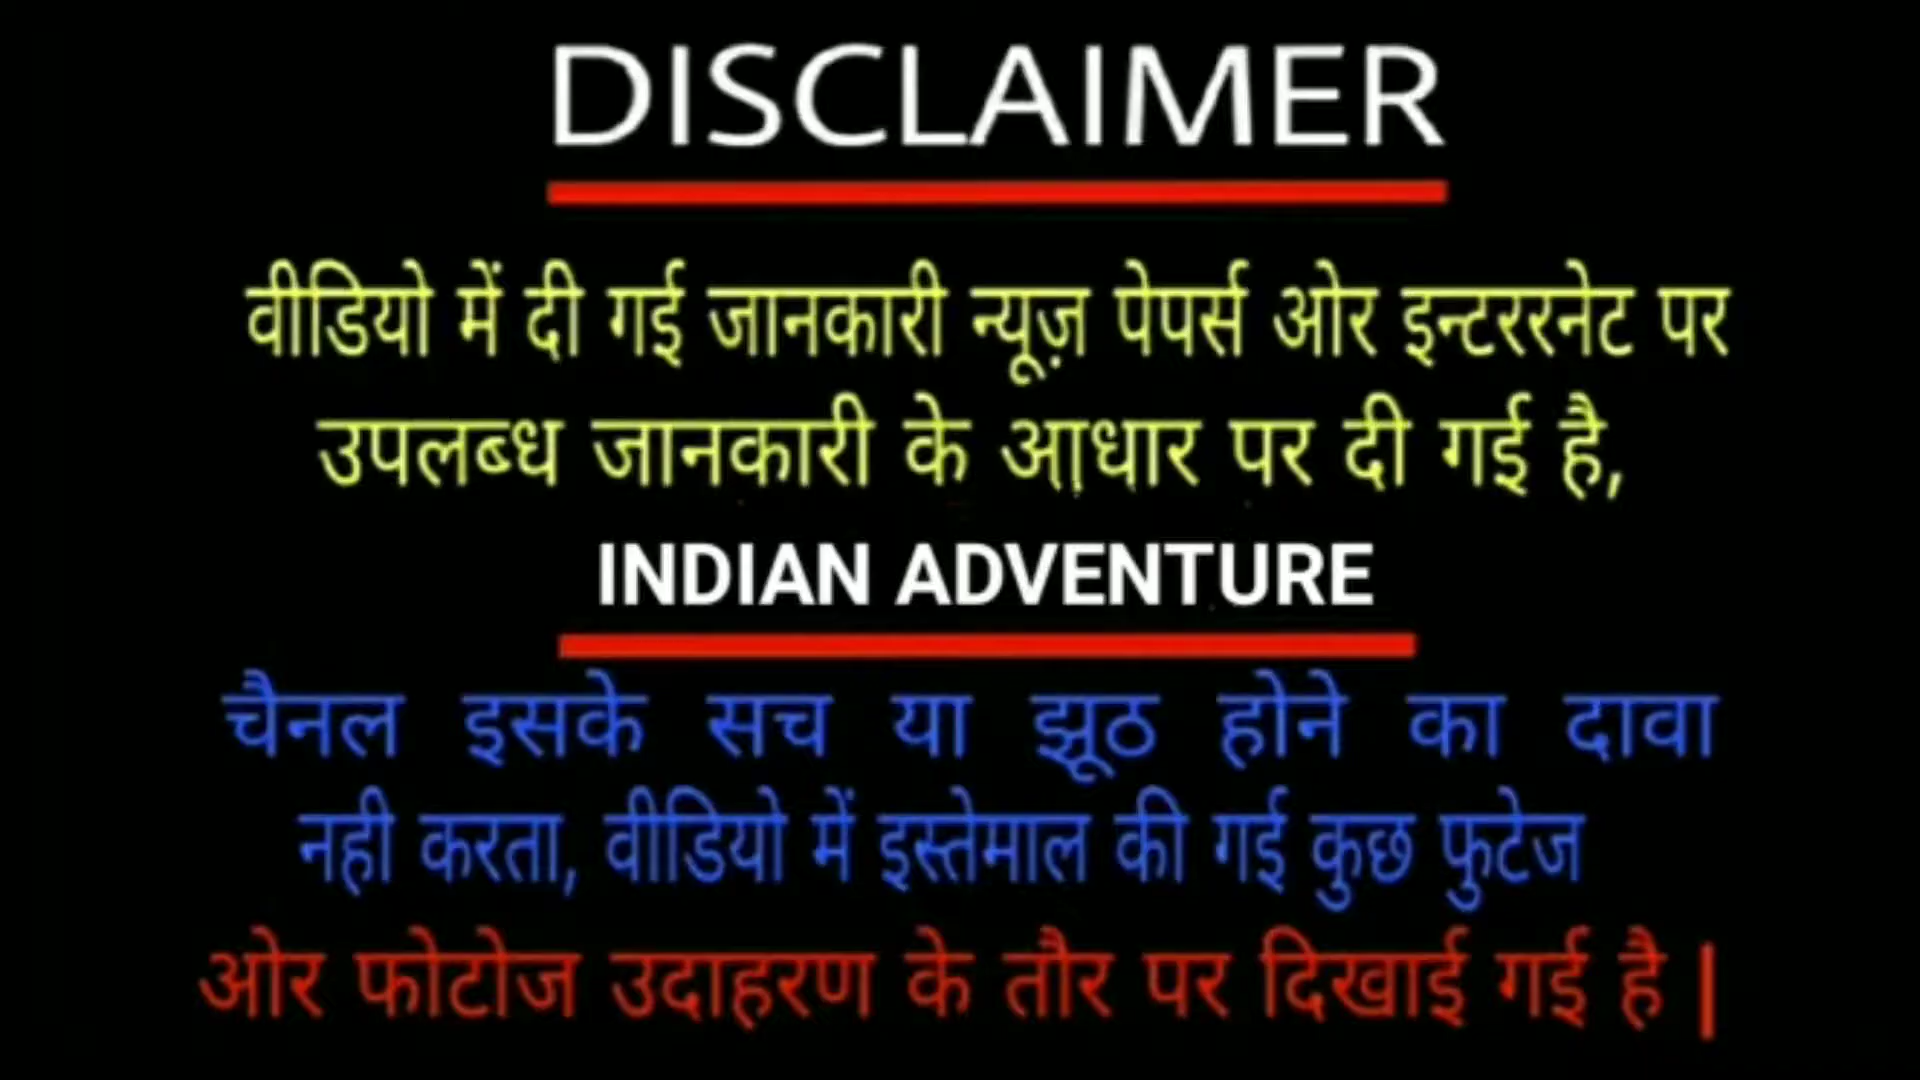 DISCLAIMER
वीडियो में दी गई जानकारी न्यूज़ पेपर्स ओर इन्टररनेट पर
उपलब्ध जानकारी के आधार पर दी गई है,
INDIAN ADVENTURE
चैनल इसके सच या झूठ होने का दावा
नही करता, वीडियो में इस्तेमाल की गई कुछ फुटेज
ओर फोटोज उदाहरण के तौर पर दिखाई गई है |